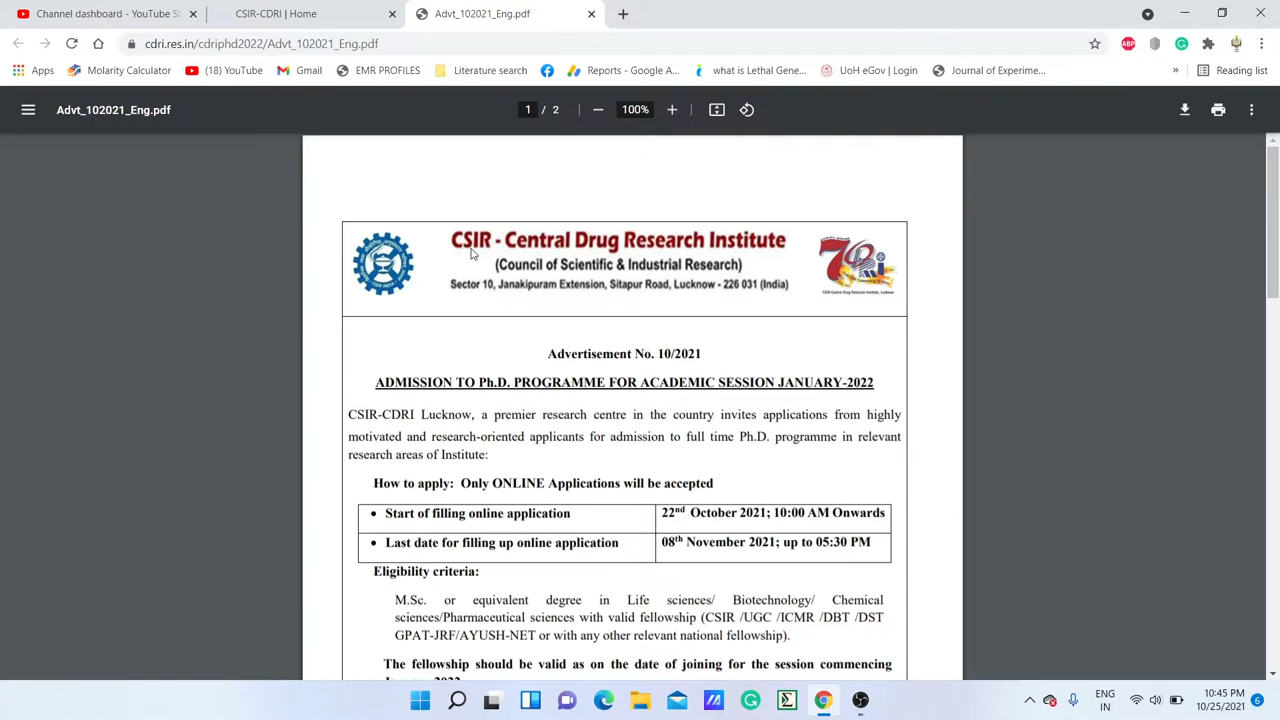 Channel dashboard - YouTube St
CSIR-CDRI | Home
Advt_102021_Eng.pdf
cdri.res.in/cdriphd2022/Advt_102021_Eng.pdf
ABP
Apps
Molarity Calculator
(18) YouTube
Gmail
EMR PROFILES
Literature search
Reports - Google A...
what is Lethal Gene...
UoH eGov | Login
Journal of Experime...
»
Reading list
Advt_102021_Eng.pdf
1 / 2
100%
CSIR - Central Drug Research Institute
(Council of Scientific & Industrial Research)
Sector 10, Janakipuram Extension, Sitapur Road, Lucknow - 226 031 (India)
Advertisement No. 10/2021
ADMISSION TO Ph.D. PROGRAMME FOR ACADEMIC SESSION JANUARY-2022
CSIR-CDRI Lucknow, a premier research centre in the country invites applications from highly
motivated and research-oriented applicants for admission to full time Ph.D. programme in relevant
research areas of Institute:
How to apply: Only ONLINE Applications will be accepted
• Start of filling online application 22nd October 2021; 10:00 AM Onwards
• Last date for filling up online application 08th November 2021; up to 05:30 PM
Eligibility criteria:
M.Sc. or equivalent degree in Life sciences/ Biotechnology/ Chemical
sciences/Pharmaceutical sciences with valid fellowship (CSIR /UGC /ICMR /DBT /DST
GPAT-JRF/AYUSH-NET or with any other relevant national fellowship).
The fellowship should be valid as on the date of joining for the session commencing
ENG
IN
10:45 PM
10/25/2021
6